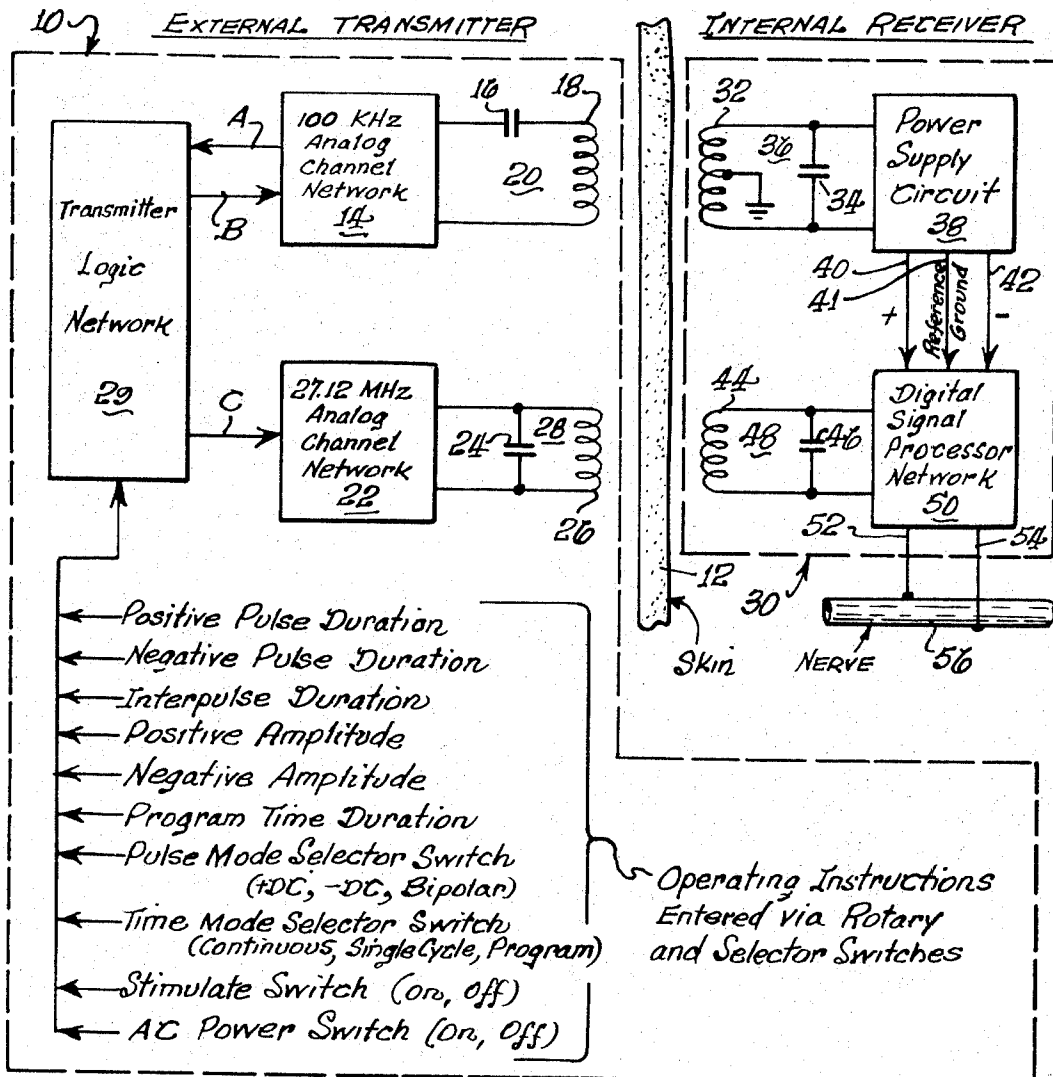 10
EXTERNAL TRANSMITTER
INTERNAL RECEIVER
Transmitter
Logic
Network
29
A
B
C
100 KHz
Analog
Channel
Network
14
16
18
20
27.12 MHz
Analog
Channel
Network
22
24
28
26
32
36
34
Power
Supply
Circuit
38
40
41
42
+
Reference
Ground
-
44
48
46
Digital
Signal
Processor
Network
50
52
54
12
30
Skin
NERVE
56
Positive Pulse Duration
Negative Pulse Duration
Interpulse Duration
Positive Amplitude
Negative Amplitude
Program Time Duration
Pulse Mode Selector Switch
(+DC, -DC, Bipolar)
Time Mode Selector Switch
(Continuous, Single Cycle, Program)
Stimulate Switch (On, Off)
AC Power Switch (On, Off)
Operating Instructions
Entered via Rotary
and Selector Switches